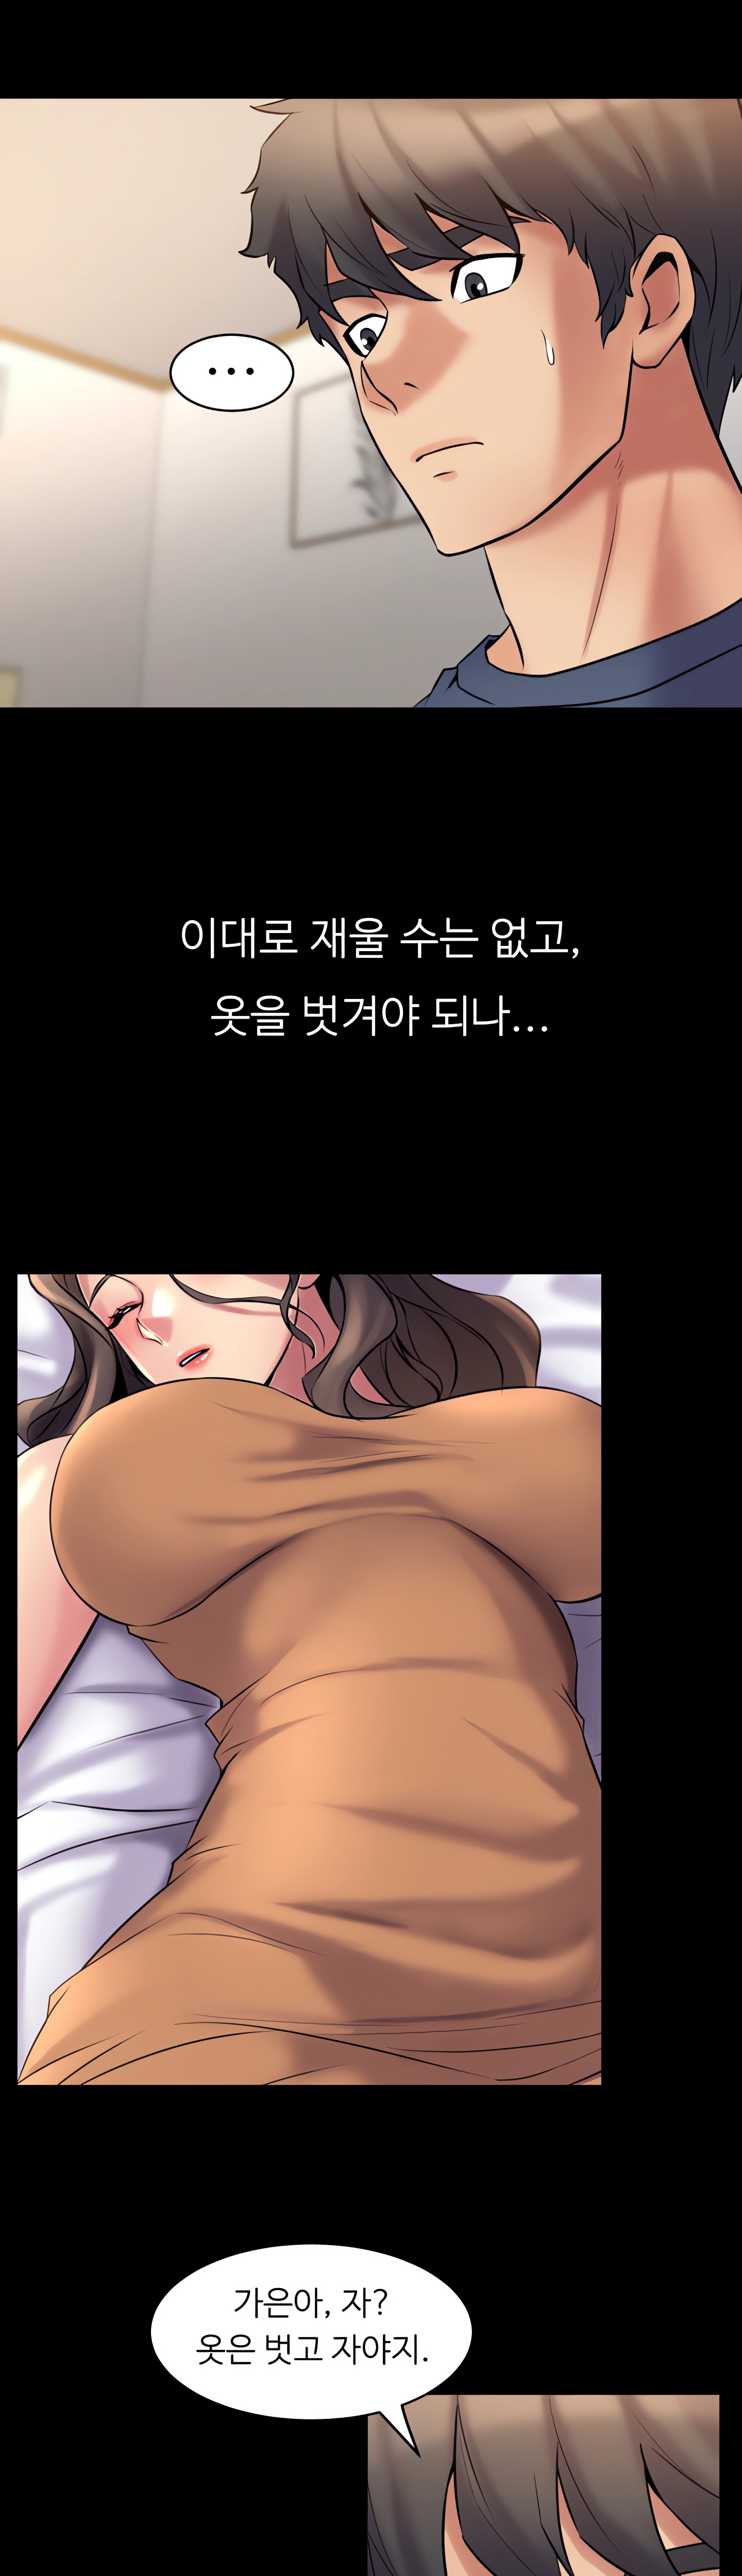 ...
이대로 재울 수는 없고,
옷을 벗겨야 되나...
가은아, 자?
옷은 벗고 자야지.